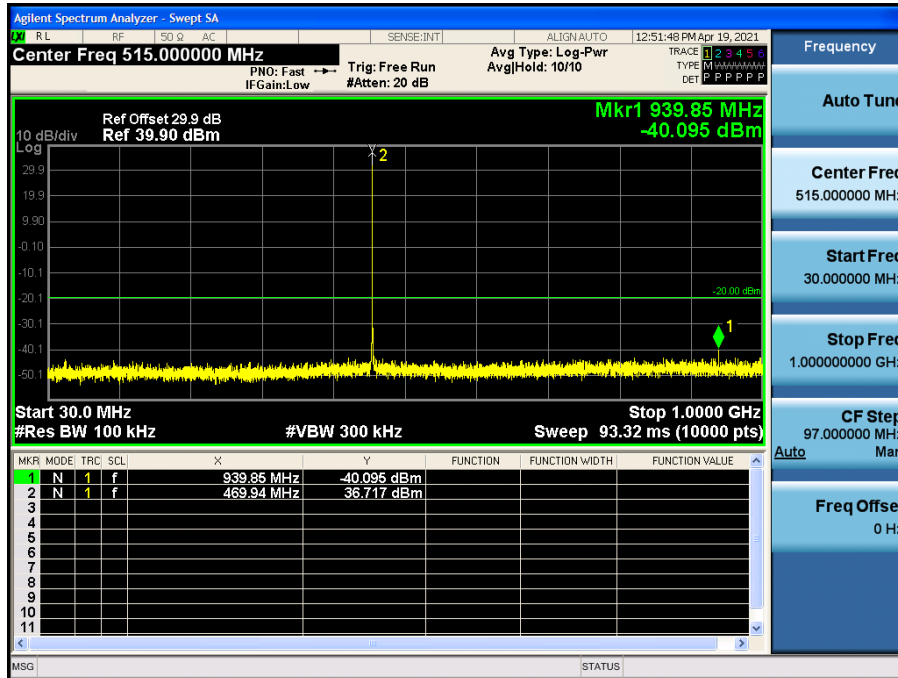 Agilent Spectrum Analyzer - Swept SA
LXI RL RF 50 Ω AC SENSE:INT ALIGN AUTO 12:51:48 PM Apr 19, 2021
Center Freq 515.000000 MHz
PNO: Fast
IFGain:Low
Trig: Free Run
#Atten: 20 dB
Avg Type: Log-Pwr
Avg|Hold: 10/10
TRACE 1 2 3 4 5 6
TYPE M WWWWW
DET P P P P P P
Mkr1 939.85 MHz
-40.095 dBm
10 dB/div
Log
Ref Offset 29.9 dB
Ref 39.90 dBm
2
29.9
19.9
9.90
-0.10
-10.1
-20.1
-20.00 dBm
-30.1
1
-40.1
-50.1
Start 30.0 MHz Stop 1.0000 GHz
#Res BW 100 kHz #VBW 300 kHz Sweep 93.32 ms (10000 pts)
MKR MODE TRC SCL X Y FUNCTION FUNCTION WIDTH FUNCTION VALUE
1 N 1 f 939.85 MHz -40.095 dBm
2 N 1 f 469.94 MHz 36.717 dBm
3
4
5
6
7
8
9
10
11
MSG STATUS
Frequency
Auto Tune
Center Freq
515.000000 MHz
Start Freq
30.000000 MHz
Stop Freq
1.000000000 GHz
CF Step
97.000000 MHz
Auto Man
Freq Offset
0 Hz